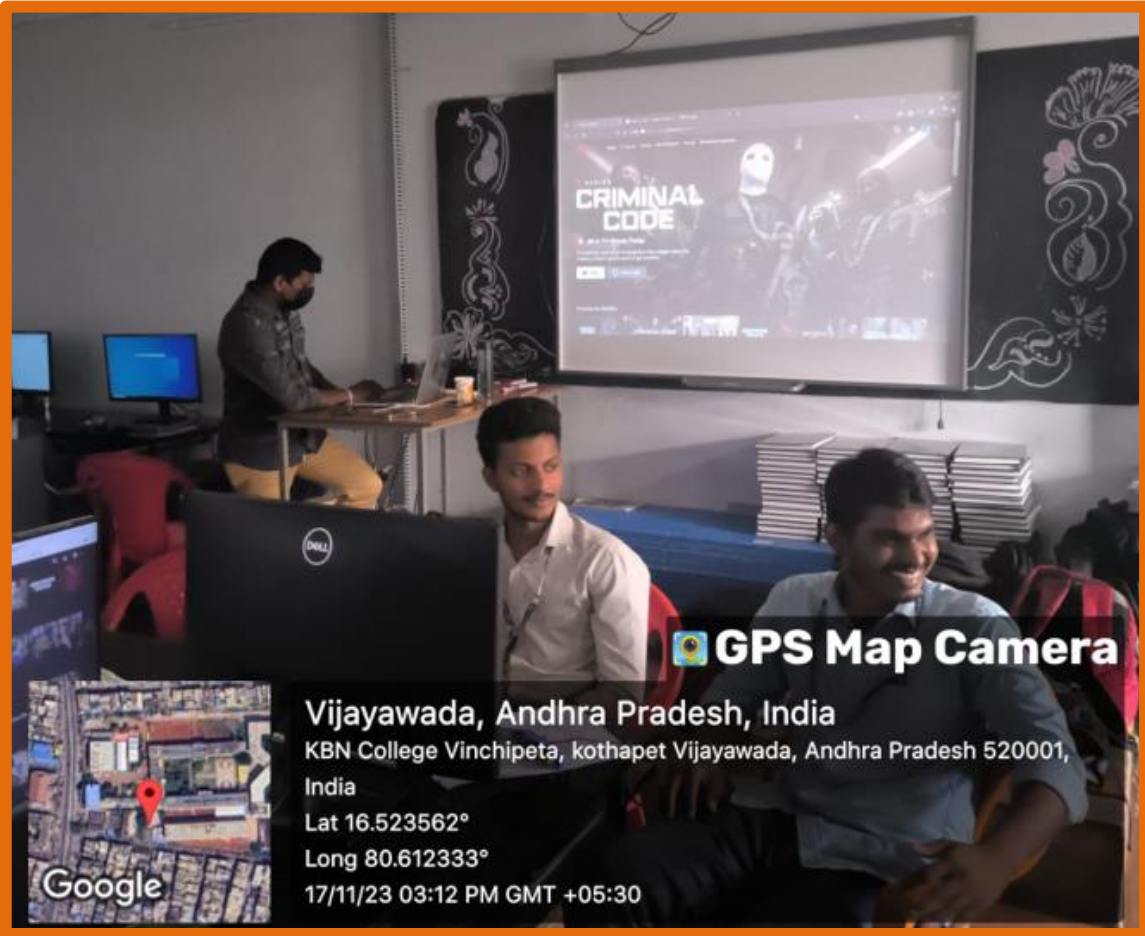 SERIES
CRIMINAL
CODE
DELL
GPS Map Camera
Vijayawada, Andhra Pradesh, India
KBN College Vinchipeta, kothapet Vijayawada, Andhra Pradesh 520001,
India
Lat 16.523562°
Long 80.612333°
17/11/23 03:12 PM GMT +05:30
Google